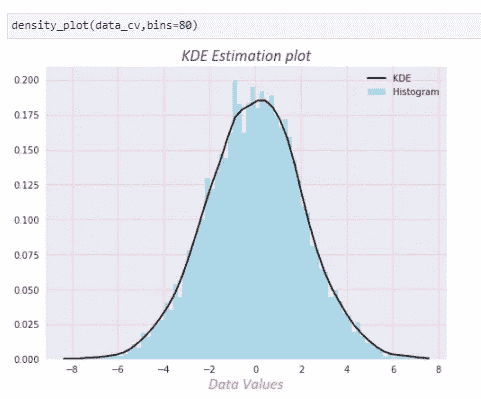 density_plot(data_cv,bins=80)
KDE Estimation plot
KDE
Histogram
0.200
0.175
0.150
0.125
0.100
0.075
0.050
0.025
0.000
−8 −6 −4 −2 0 2 4 6 8
Data Values